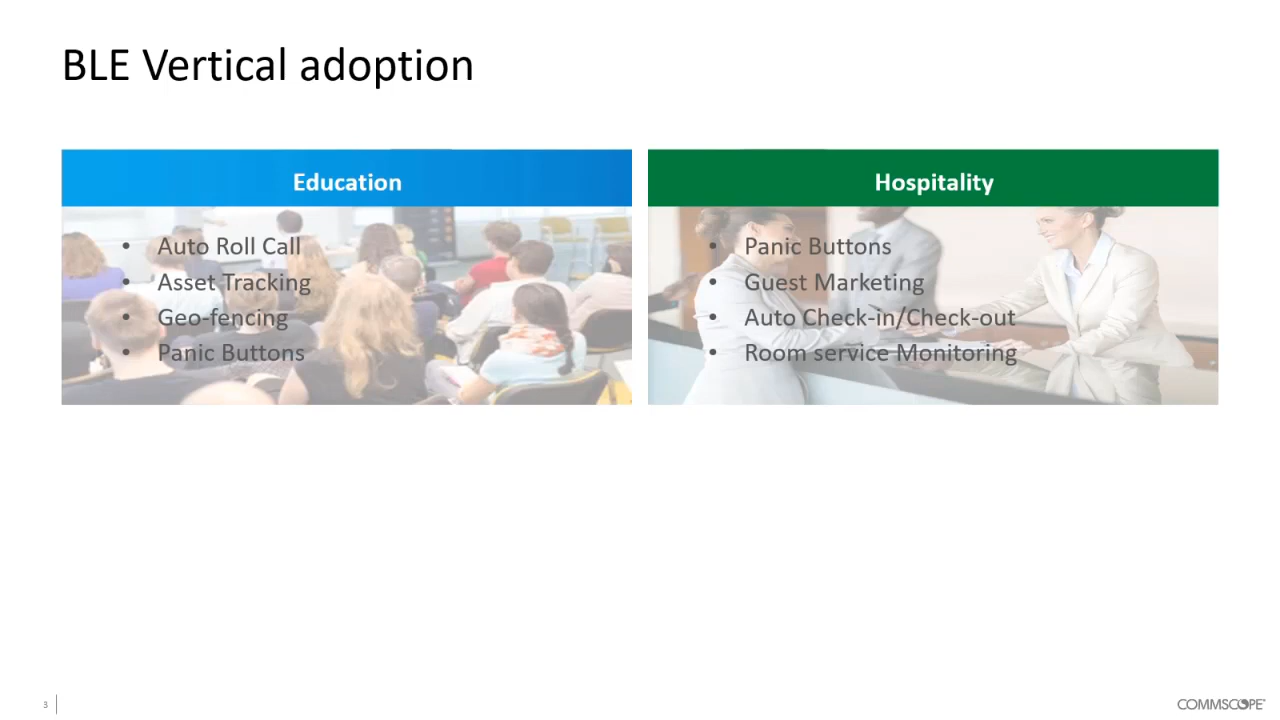 BLE Vertical adoption
Education
• Auto Roll Call
• Asset Tracking
• Geo-fencing
• Panic Buttons
Hospitality
• Panic Buttons
• Guest Marketing
• Auto Check-in/Check-out
• Room service Monitoring
3
COMMSCOPE®